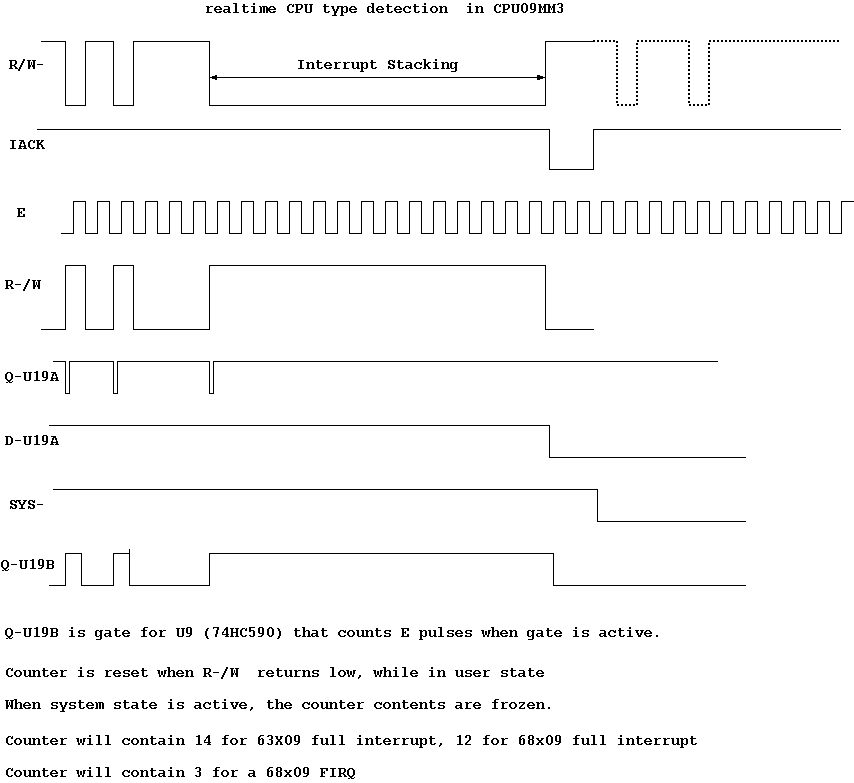 realtime CPU type detection in CPU09MM3
R/W-
Interrupt Stacking
IACK
E
R-/W
Q-U19A
D-U19A
SYS-
Q-U19B
Q-U19B is gate for U9 (74HC590) that counts E pulses when gate is active.
Counter is reset when R-/W returns low, while in user state
When system state is active, the counter contents are frozen.
Counter will contain 14 for 63X09 full interrupt, 12 for 68x09 full interrupt
Counter will contain 3 for a 68x09 FIRQ